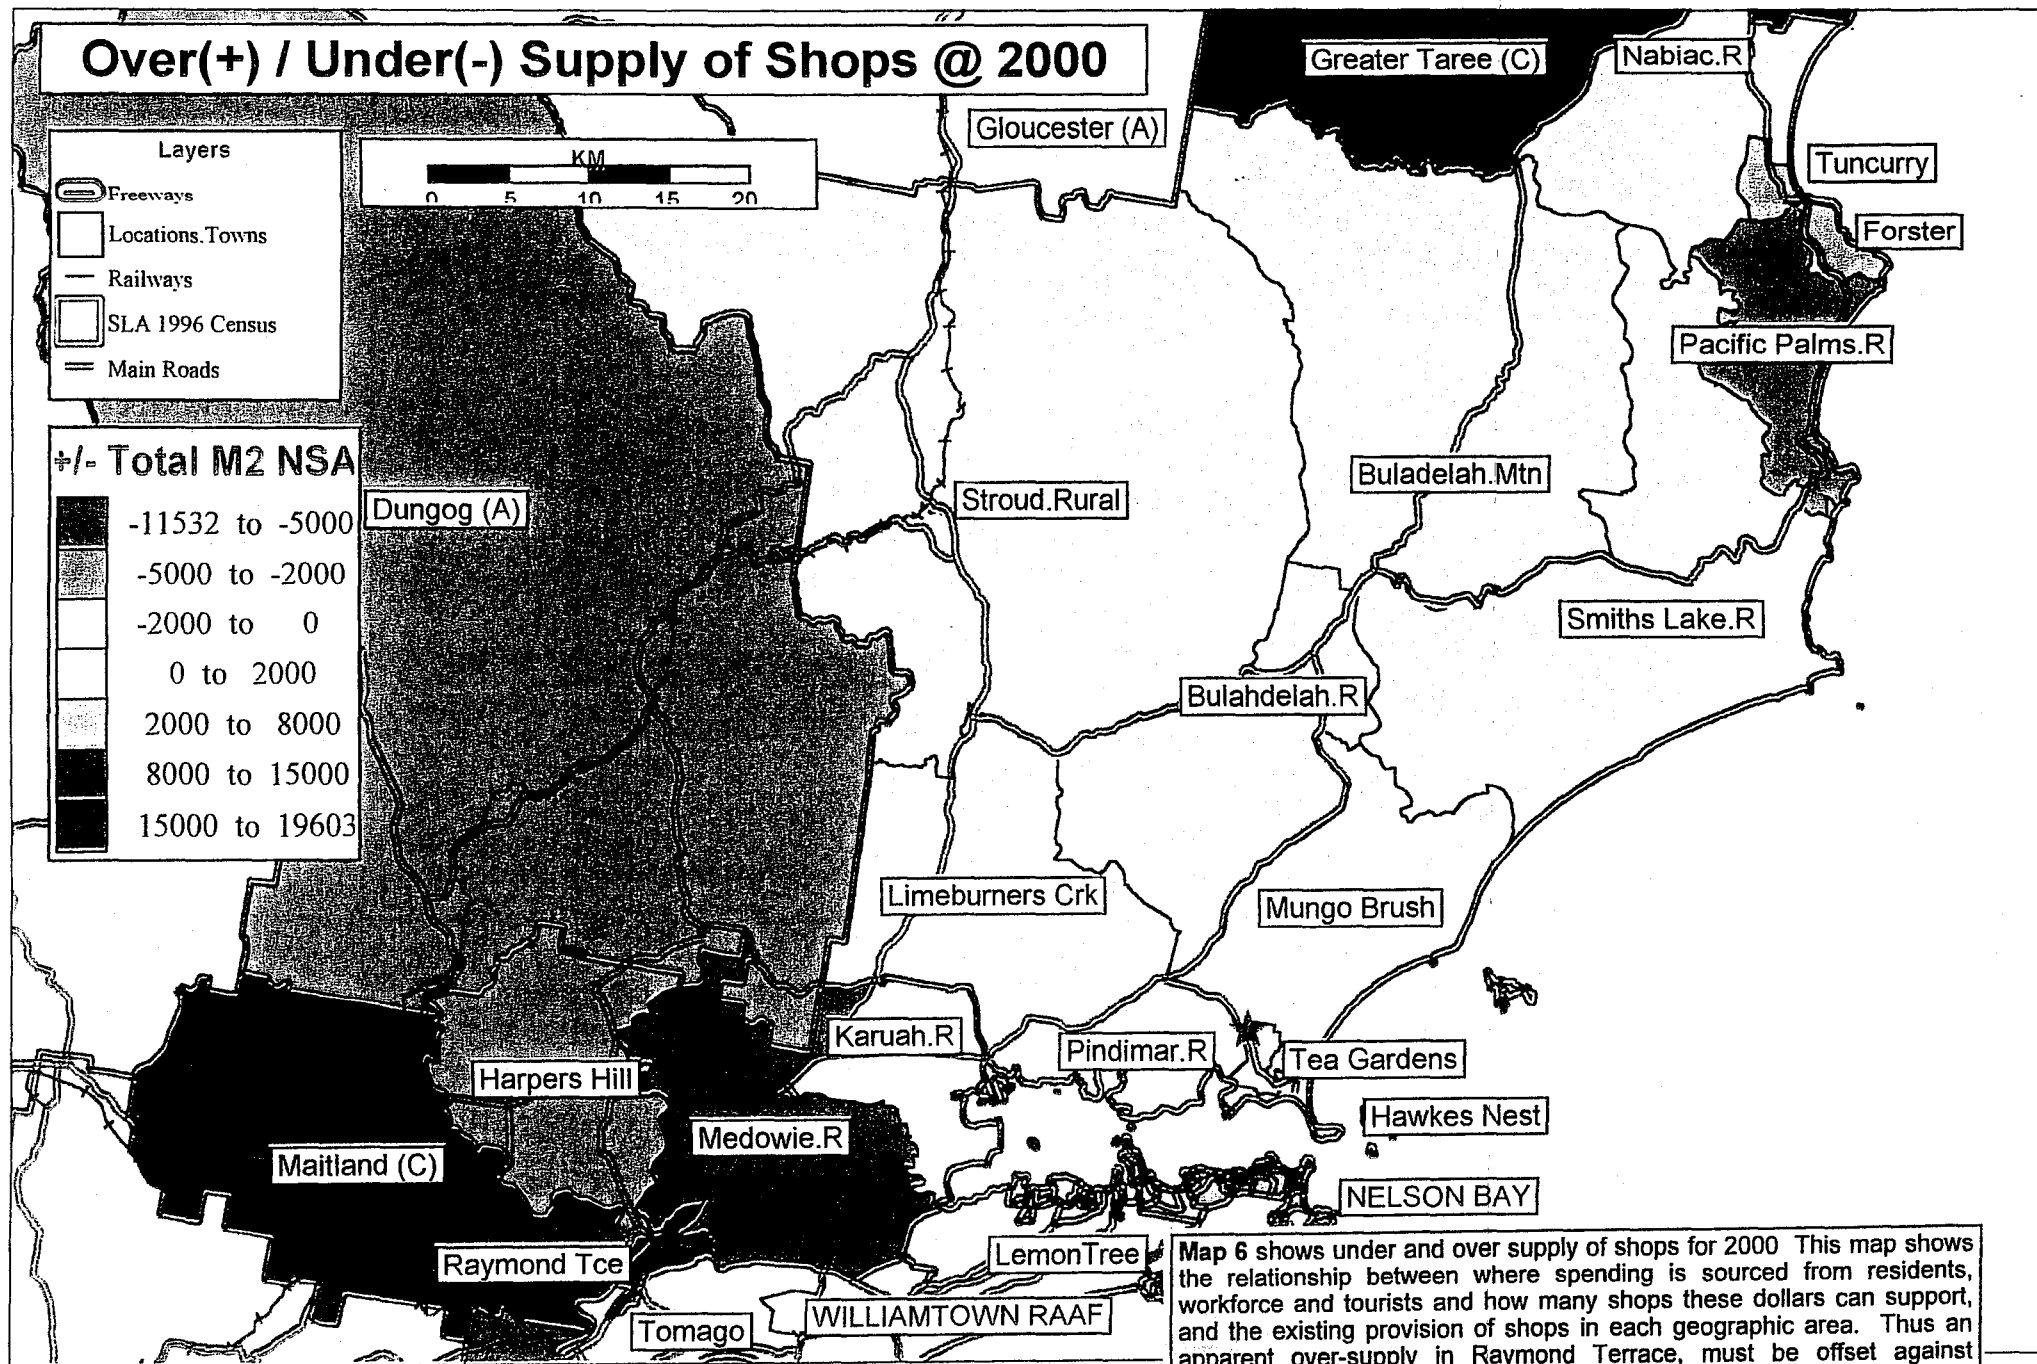 Over(+) / Under(-) Supply of Shops @ 2000
Greater Taree (C)
Nabiac.R
Gloucester (A)
Layers
Freeways
Locations.Towns
Railways
SLA 1996 Census
Main Roads
KM
0 5 10 15 20
Tuncurry
Forster
Pacific Palms.R
+/- Total M2 NSA
-11532 to -5000
-5000 to -2000
-2000 to 0
0 to 2000
2000 to 8000
8000 to 15000
15000 to 19603
Dungog (A)
Stroud.Rural
Buladelah.Mtn
Smiths Lake.R
Bulahdelah.R
Limeburners Crk
Mungo Brush
Karuah.R
Pindimar.R
Tea Gardens
Harpers Hill
Hawkes Nest
Medowie.R
Maitland (C)
NELSON BAY
Raymond Tce
LemonTree
WILLIAMTOWN RAAF
Tomago
Map 6 shows under and over supply of shops for 2000 This map shows
the relationship between where spending is sourced from residents,
workforce and tourists and how many shops these dollars can support,
and the existing provision of shops in each geographic area. Thus an
apparent over-supply in Raymond Terrace, must be offset against